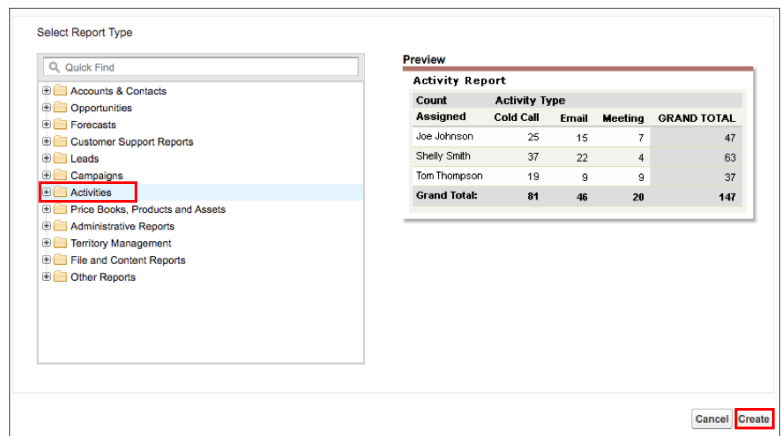 Select Report Type
Quick Find
Accounts & Contacts
Opportunities
Forecasts
Customer Support Reports
Leads
Campaigns
Activities
Price Books, Products and Assets
Administrative Reports
Territory Management
File and Content Reports
Other Reports
Preview
Activity Report
Count Activity Type
Assigned Cold Call Email Meeting GRAND TOTAL
Joe Johnson 25 15 7 47
Shelly Smith 37 22 4 63
Tom Thompson 19 9 9 37
Grand Total: 81 46 20 147
Cancel Create